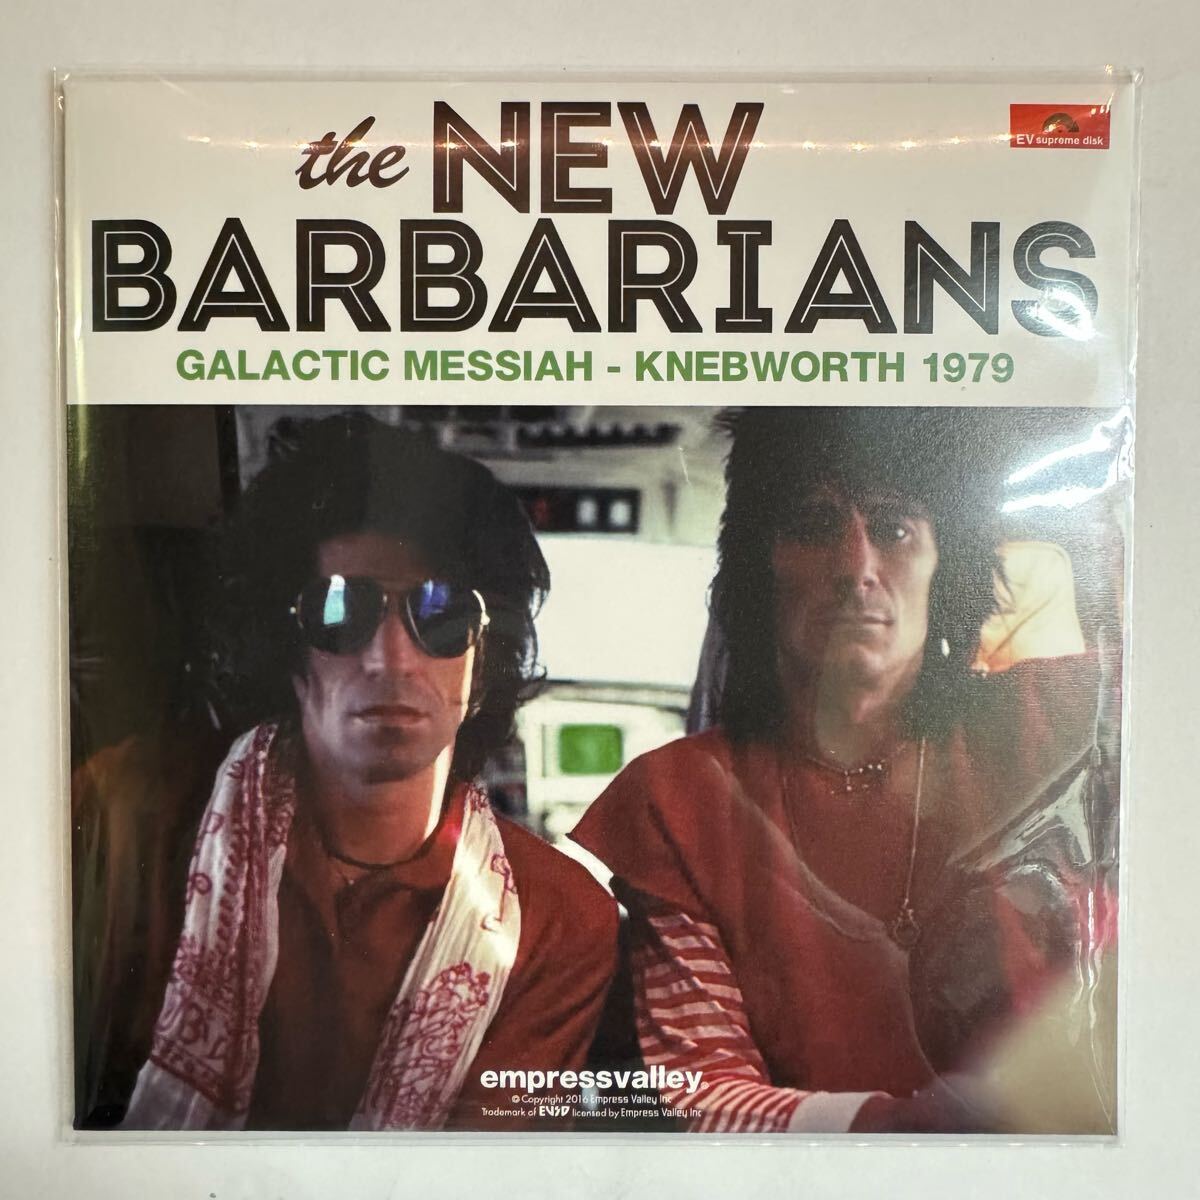 the NEW
BARBARIANS
EV supreme disk
GALACTIC MESSIAH - KNEBWORTH 1979
empressvalley®
© Copyright 2016 Empress Valley Inc
Trademark of EVSD licensed by Empress Valley Inc